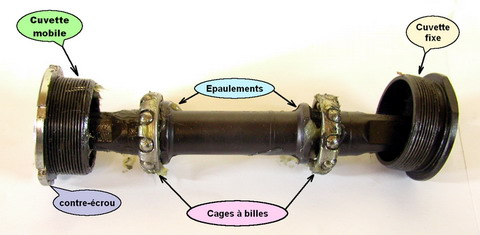 Cuvette
mobile
Cuvette
fixe
Epaulements
contre-écrou
Cages à billes